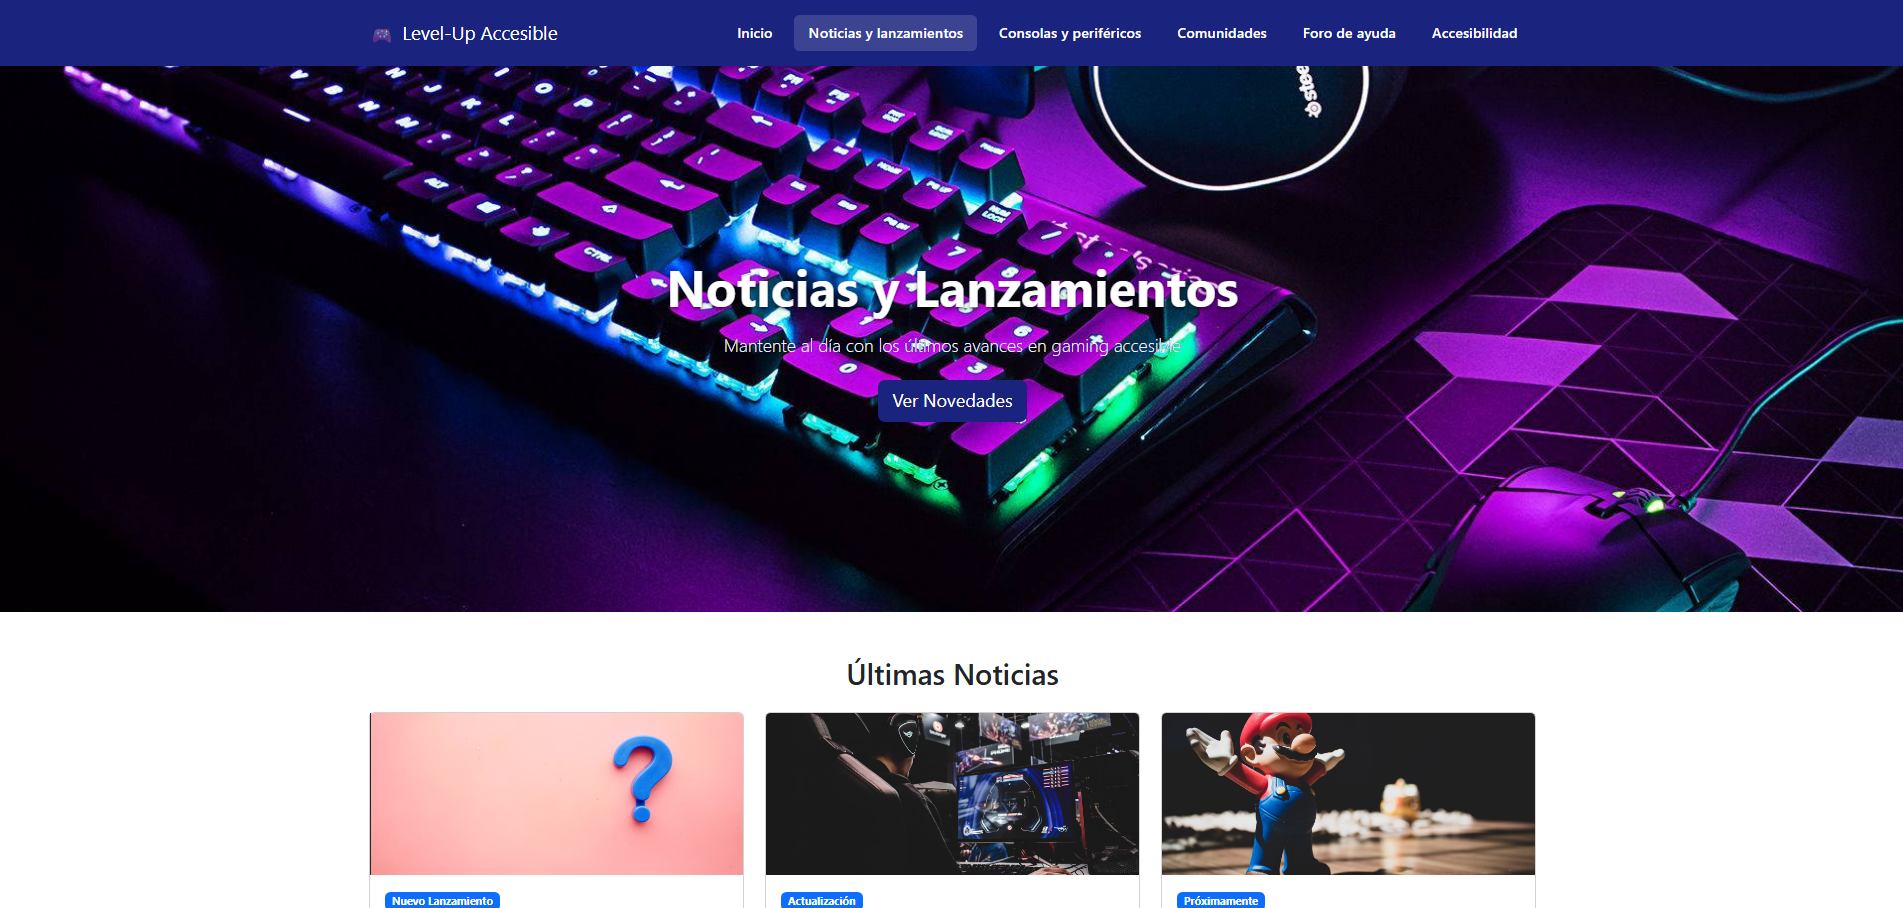 Level-Up Accesible
Inicio
Noticias y lanzamientos
Consolas y periféricos
Comunidades
Foro de ayuda
Accesibilidad
Noticias y Lanzamientos
Mantente al día con los últimos avances en gaming accesible
Ver Novedades
Últimas Noticias
Nuevo Lanzamiento
Actualización
Próximamente